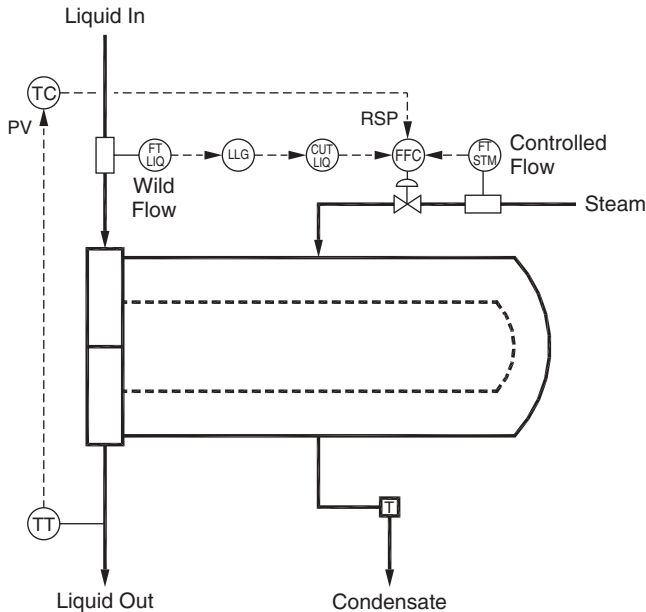 Liquid In
TC
PV
RSP
FT
LIQ
LLG
CUT
LIQ
FFC
FT
STM
Controlled
Flow
Wild
Flow
Steam
T
TT
Liquid Out
Condensate